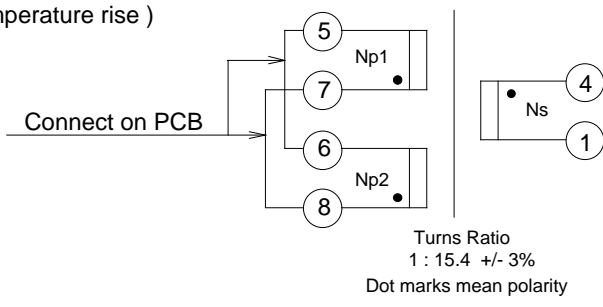 nperature rise )
5
Np1
7
4
Ns
Connect on PCB
1
6
Np2
8
Turns Ratio
1 : 15.4 +/- 3%
Dot marks mean polarity